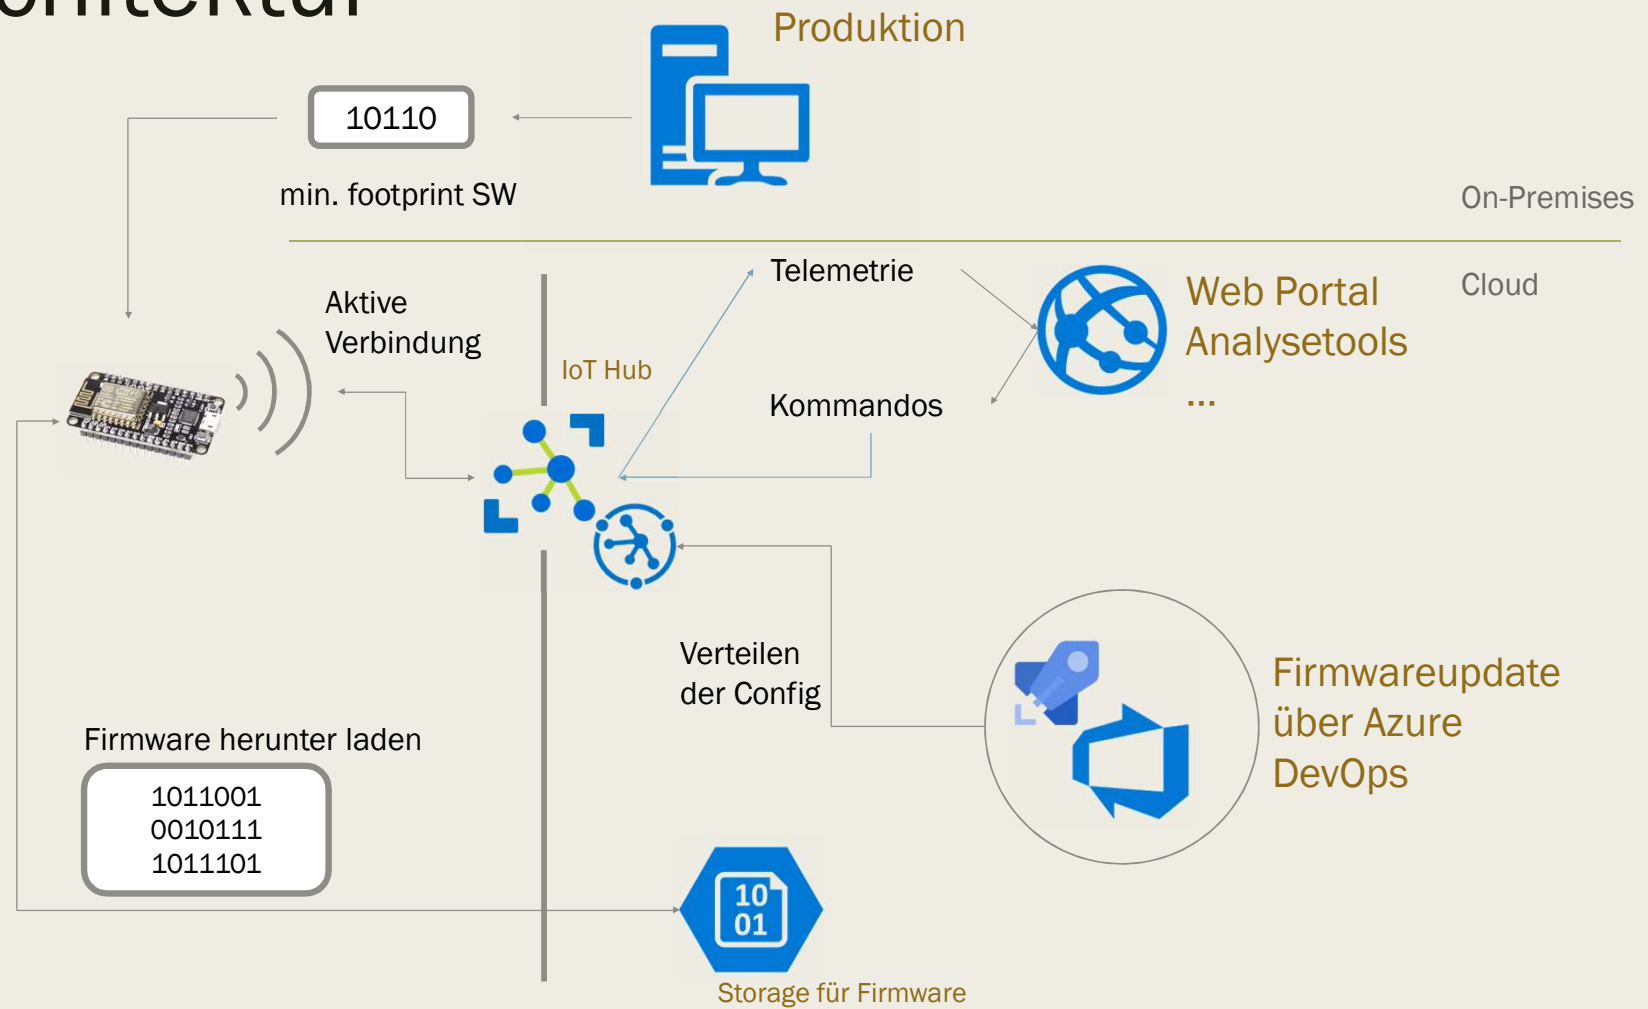 Produktion
10110
min. footprint SW
On-Premises
Cloud
Telemetrie
Aktive
Verbindung
Web Portal
Analysetools
...
IoT Hub
Kommandos
Verteilen
der Config
Firmwareupdate
über Azure
DevOps
Firmware herunter laden
1011001
0010111
1011101
10
01
Storage für Firmware